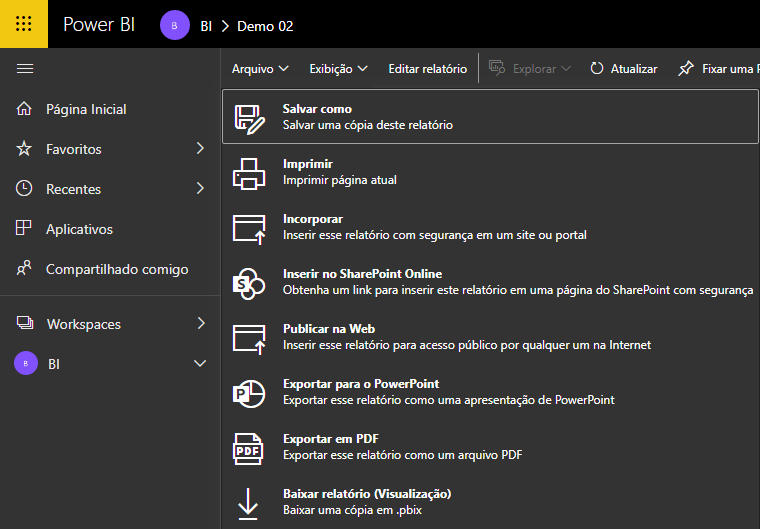 Power BI B BI > Demo 02
Arquivo Exibição Editar relatório Explorar Atualizar Fixar uma P
Página Inicial
Favoritos
Recentes
Aplicativos
Compartilhado comigo
Workspaces
B BI
Salvar como
Salvar uma cópia deste relatório
Imprimir
Imprimir página atual
Incorporar
Inserir esse relatório com segurança em um site ou portal
S
Inserir no SharePoint Online
Obtenha um link para inserir este relatório em uma página do SharePoint com segurança
Publicar na Web
Inserir esse relatório para acesso público por qualquer um na Internet
P
Exportar para o PowerPoint
Exportar esse relatório como uma apresentação de PowerPoint
PDF
Exportar em PDF
Exportar esse relatório como um arquivo PDF
Baixar relatório (Visualização)
Baixar uma cópia em .pbix